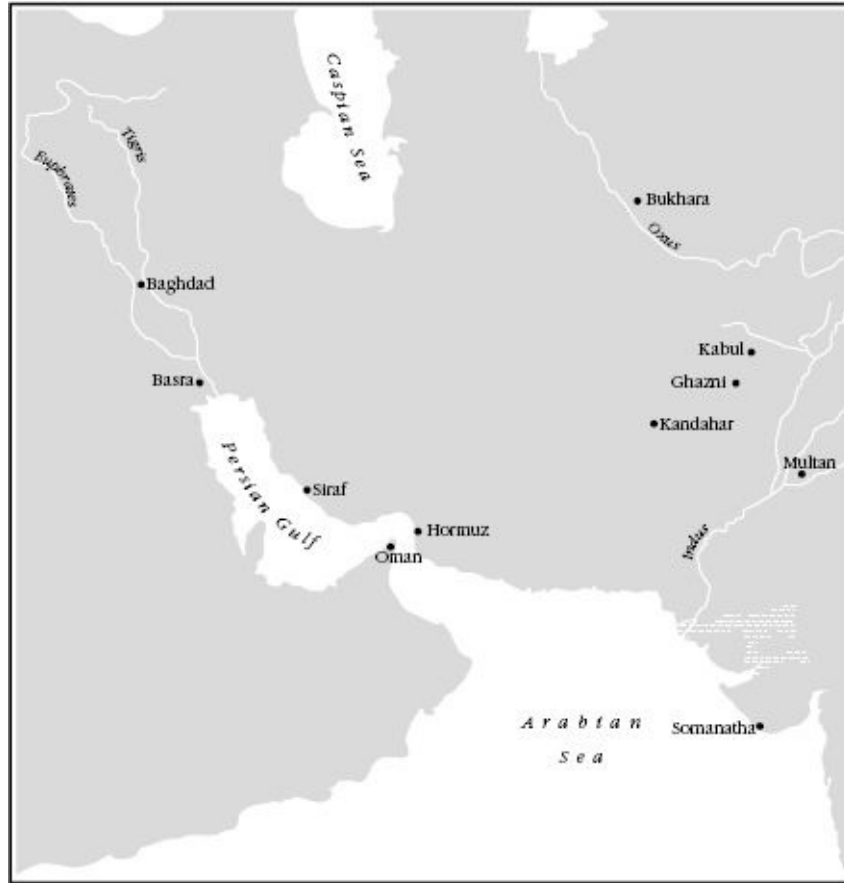 Caspian Sea
Tigris
Euphrates
Bukhara
Oxus
Baghdad
Kabul
Basra
Ghazni
Kandahar
Multan
Persian Gulf
Siraf
Hormuz
Indus
Oman
Arabian
Sea
Somanatha